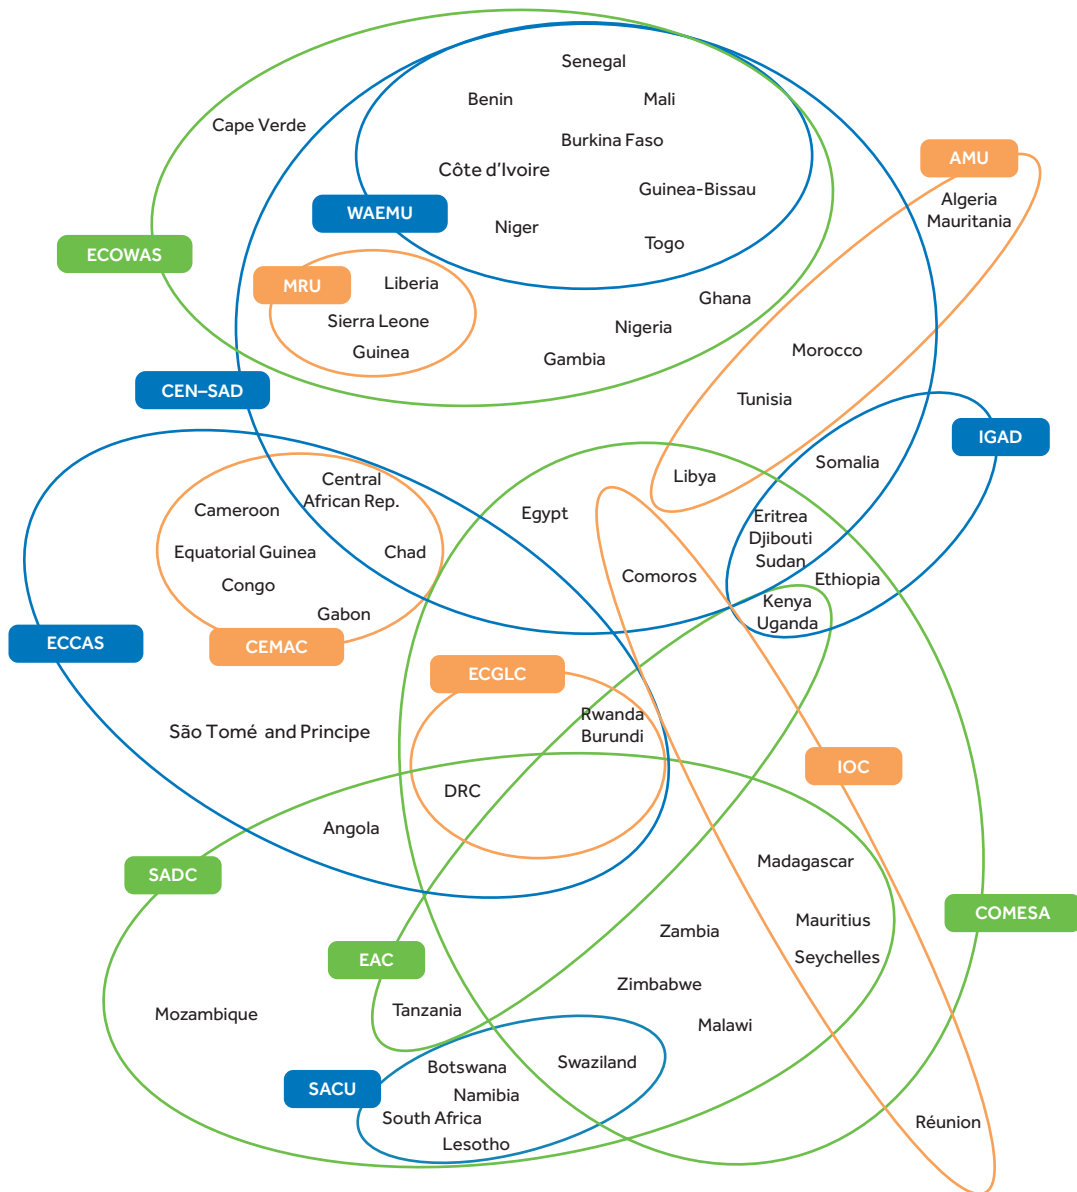 Senegal
Benin
Mali
Cape Verde
Burkina Faso
AMU
Côte d'Ivoire
Guinea-Bissau
Algeria
Mauritania
WAEMU
Niger
Togo
ECOWAS
MRU
Liberia
Ghana
Sierra Leone
Nigeria
Guinea
Gambia
Morocco
CEN–SAD
Tunisia
IGAD
Somalia
Libya
Central
African Rep.
Cameroon
Egypt
Eritrea
Djibouti
Sudan
Equatorial Guinea
Chad
Comoros
Ethiopia
Congo
Kenya
Uganda
Gabon
ECCAS
CEMAC
ECGLC
Rwanda
Burundi
São Tomé and Principe
IOC
DRC
Angola
SADC
Madagascar
COMESA
Mauritius
Zambia
EAC
Seychelles
Zimbabwe
Mozambique
Tanzania
Malawi
Swaziland
Botswana
SACU
Namibia
South Africa
Lesotho
Réunion